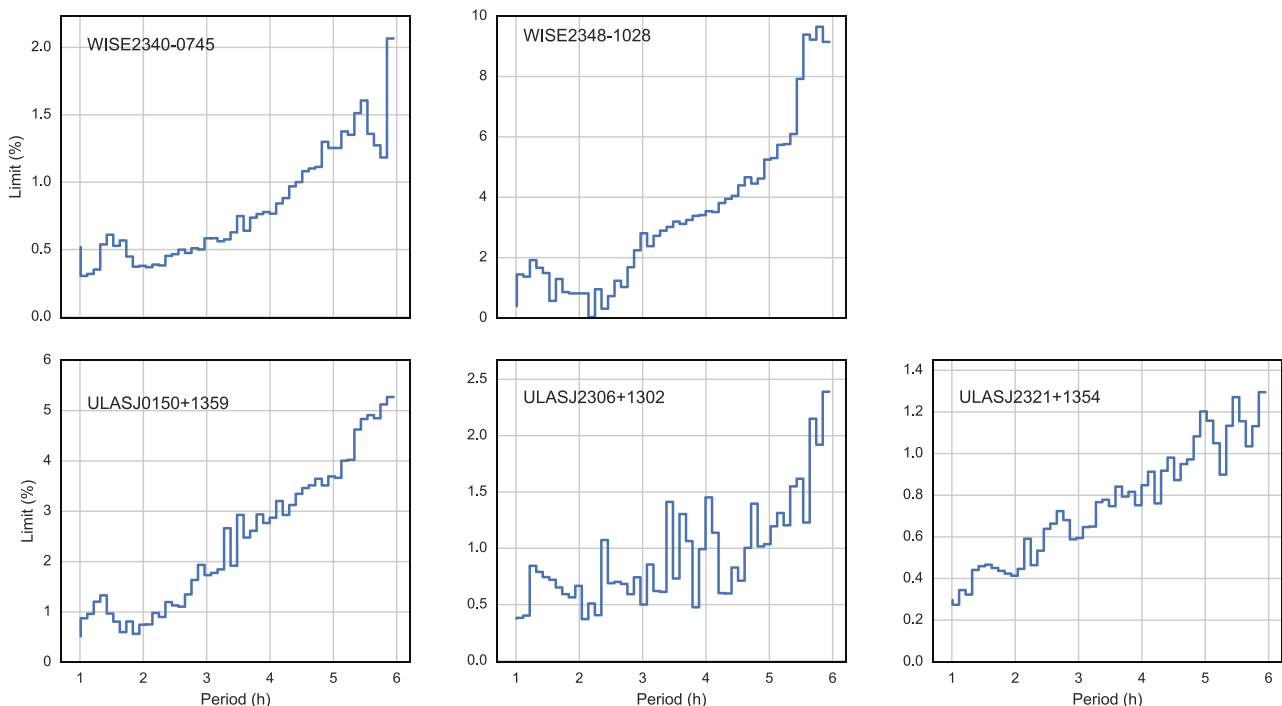 WISE2340-0745
2.0
1.5
1.0
0.5
0.0
Limit (%)
WISE2348-1028
10
8
6
4
2
0
ULASJ0150+1359
6
5
4
3
2
1
0
Limit (%)
1 2 3 4 5 6
Period (h)
ULASJ2306+1302
2.5
2.0
1.5
1.0
0.5
0.0
1 2 3 4 5 6
Period (h)
ULASJ2321+1354
1.4
1.2
1.0
0.8
0.6
0.4
0.2
0.0
1 2 3 4 5 6
Period (h)